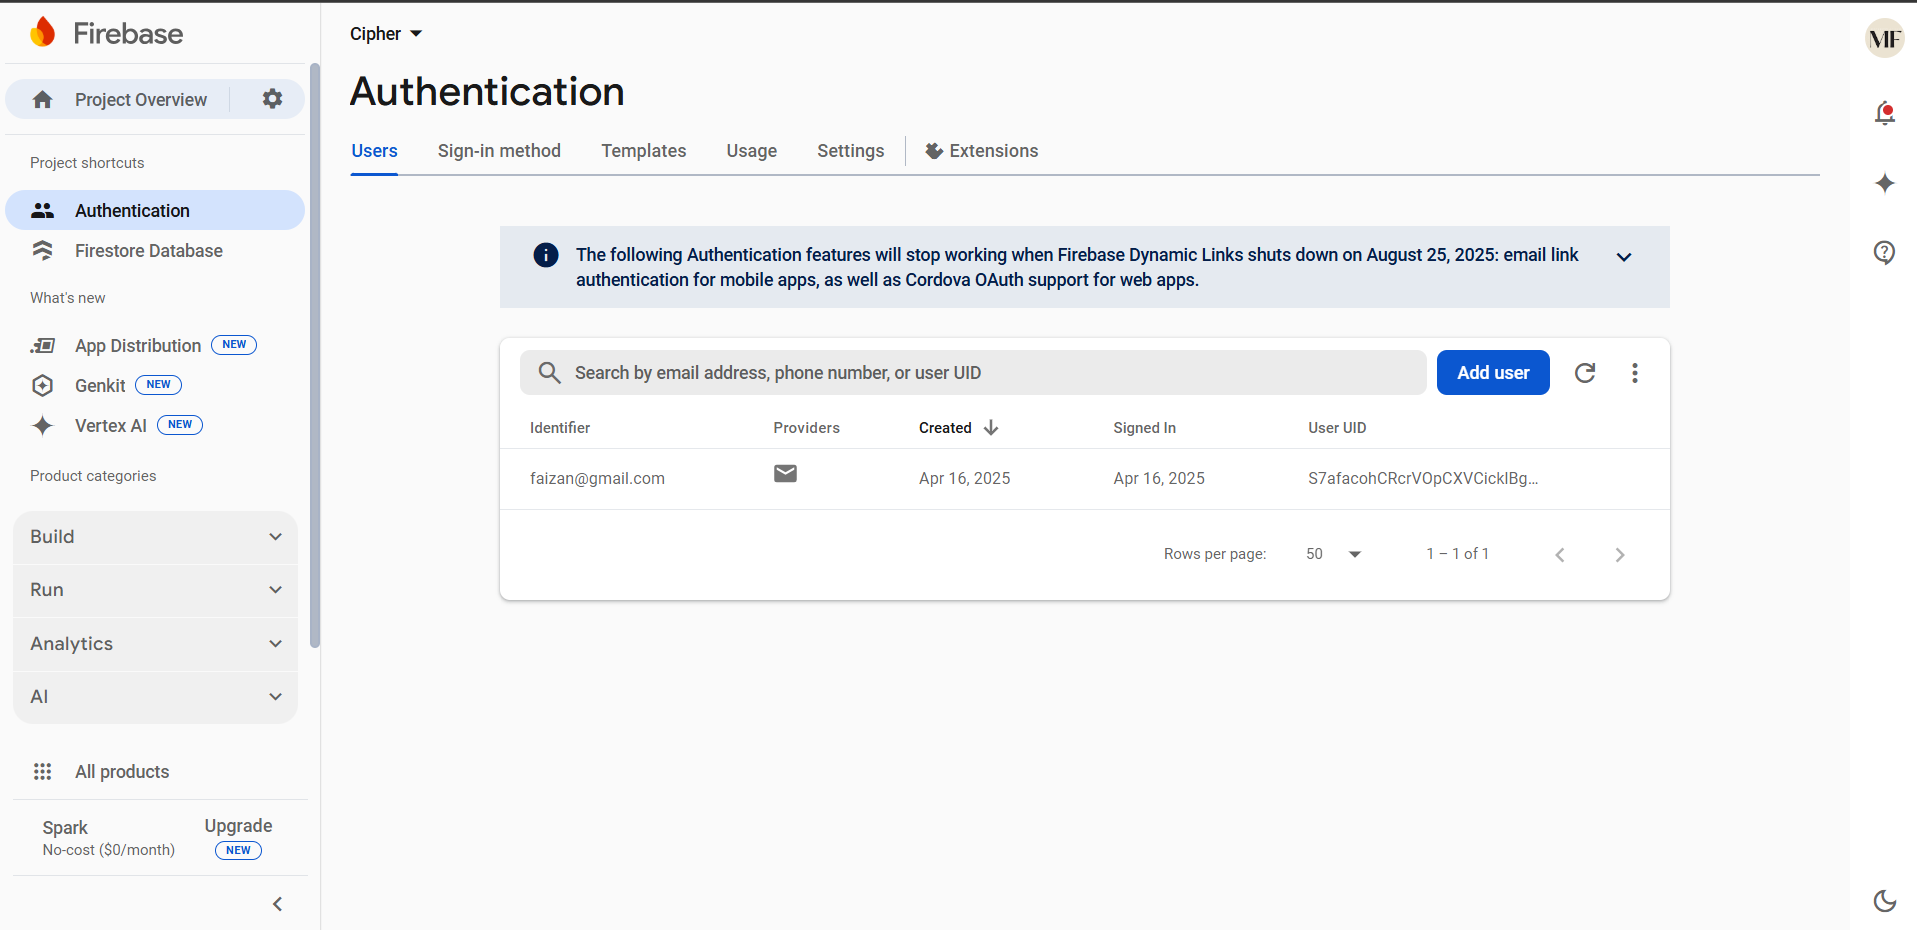 Firebase
Project Overview
Project shortcuts
Authentication
Firestore Database
What's new
App Distribution NEW
Genkit NEW
Vertex AI NEW
Product categories
Build
Run
Analytics
AI
All products
Spark
No-cost ($0/month)
Upgrade
NEW
Cipher
Authentication
Users Sign-in method Templates Usage Settings Extensions
The following Authentication features will stop working when Firebase Dynamic Links shuts down on August 25, 2025: email link
authentication for mobile apps, as well as Cordova OAuth support for web apps.
Search by email address, phone number, or user UID
Add user
Identifier Providers Created Signed In User UID
faizan@gmail.com Apr 16, 2025 Apr 16, 2025 S7afacohCRcrVOpCXVCickIBg...
Rows per page: 50 1 – 1 of 1
MF